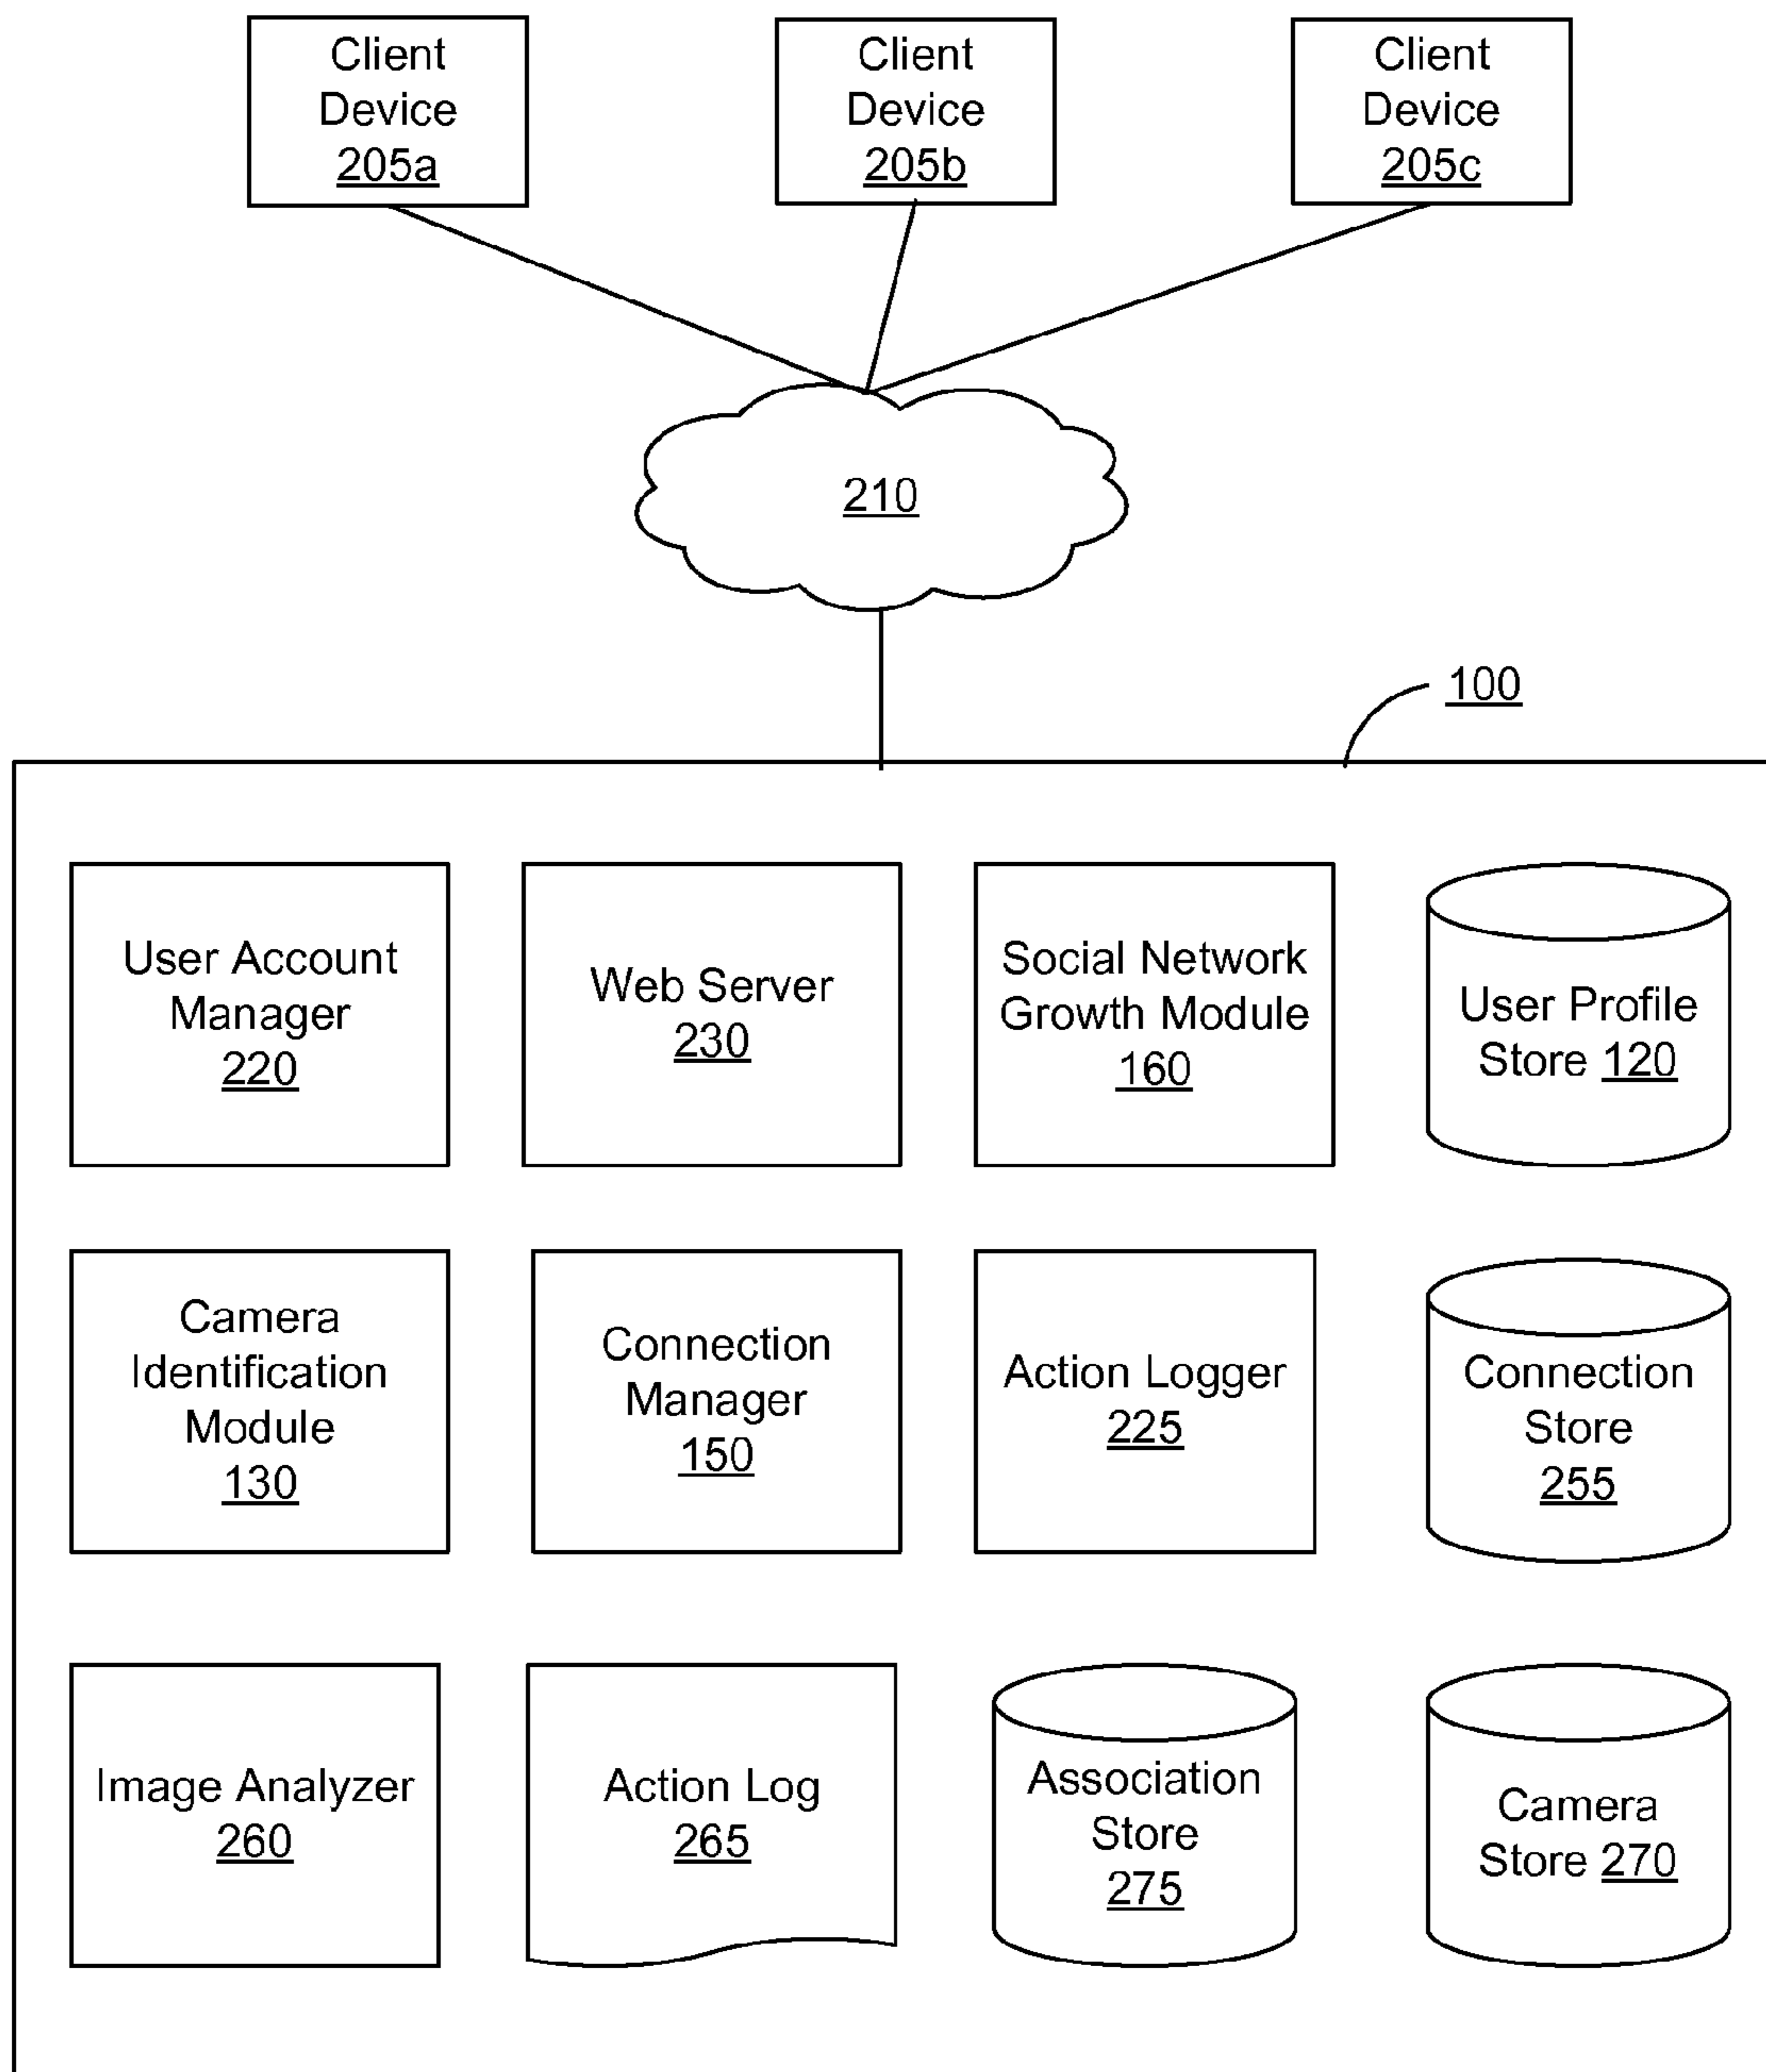 Client
Device
205a
Client
Device
205b
Client
Device
205c
210
100
User Account
Manager
220
Web Server
230
Social Network
Growth Module
160
User Profile
Store 120
Camera
Identification
Module
130
Connection
Manager
150
Action Logger
225
Connection
Store
255
Image Analyzer
260
Action Log
265
Association
Store
275
Camera
Store 270